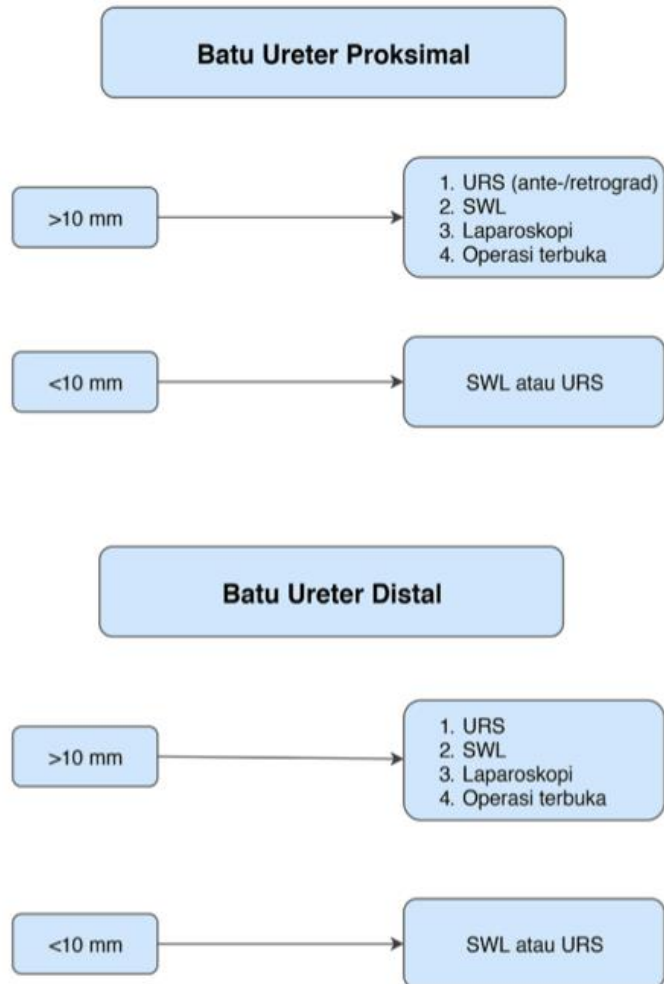 Batu Ureter Proksimal
>10 mm
1. URS (ante-/retrograd)
2. SWL
3. Laparoskopi
4. Operasi terbuka
<10 mm
SWL atau URS
Batu Ureter Distal
>10 mm
1. URS
2. SWL
3. Laparoskopi
4. Operasi terbuka
<10 mm
SWL atau URS